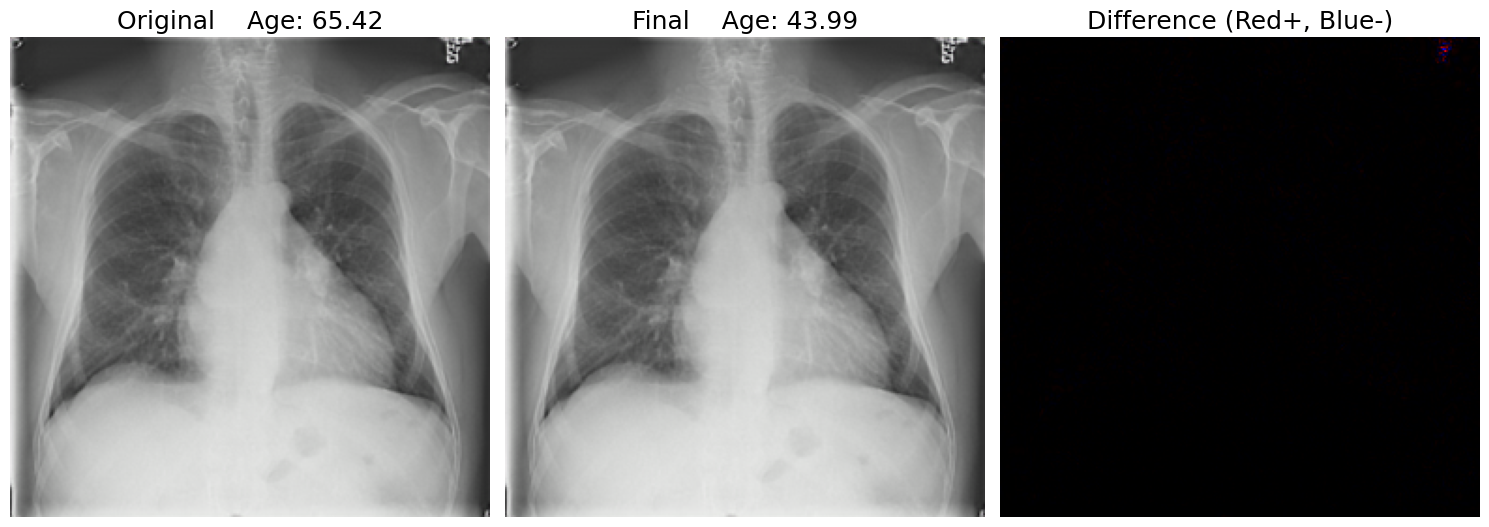 Original    Age: 65.42
Final    Age: 43.99
Difference (Red+, Blue-)